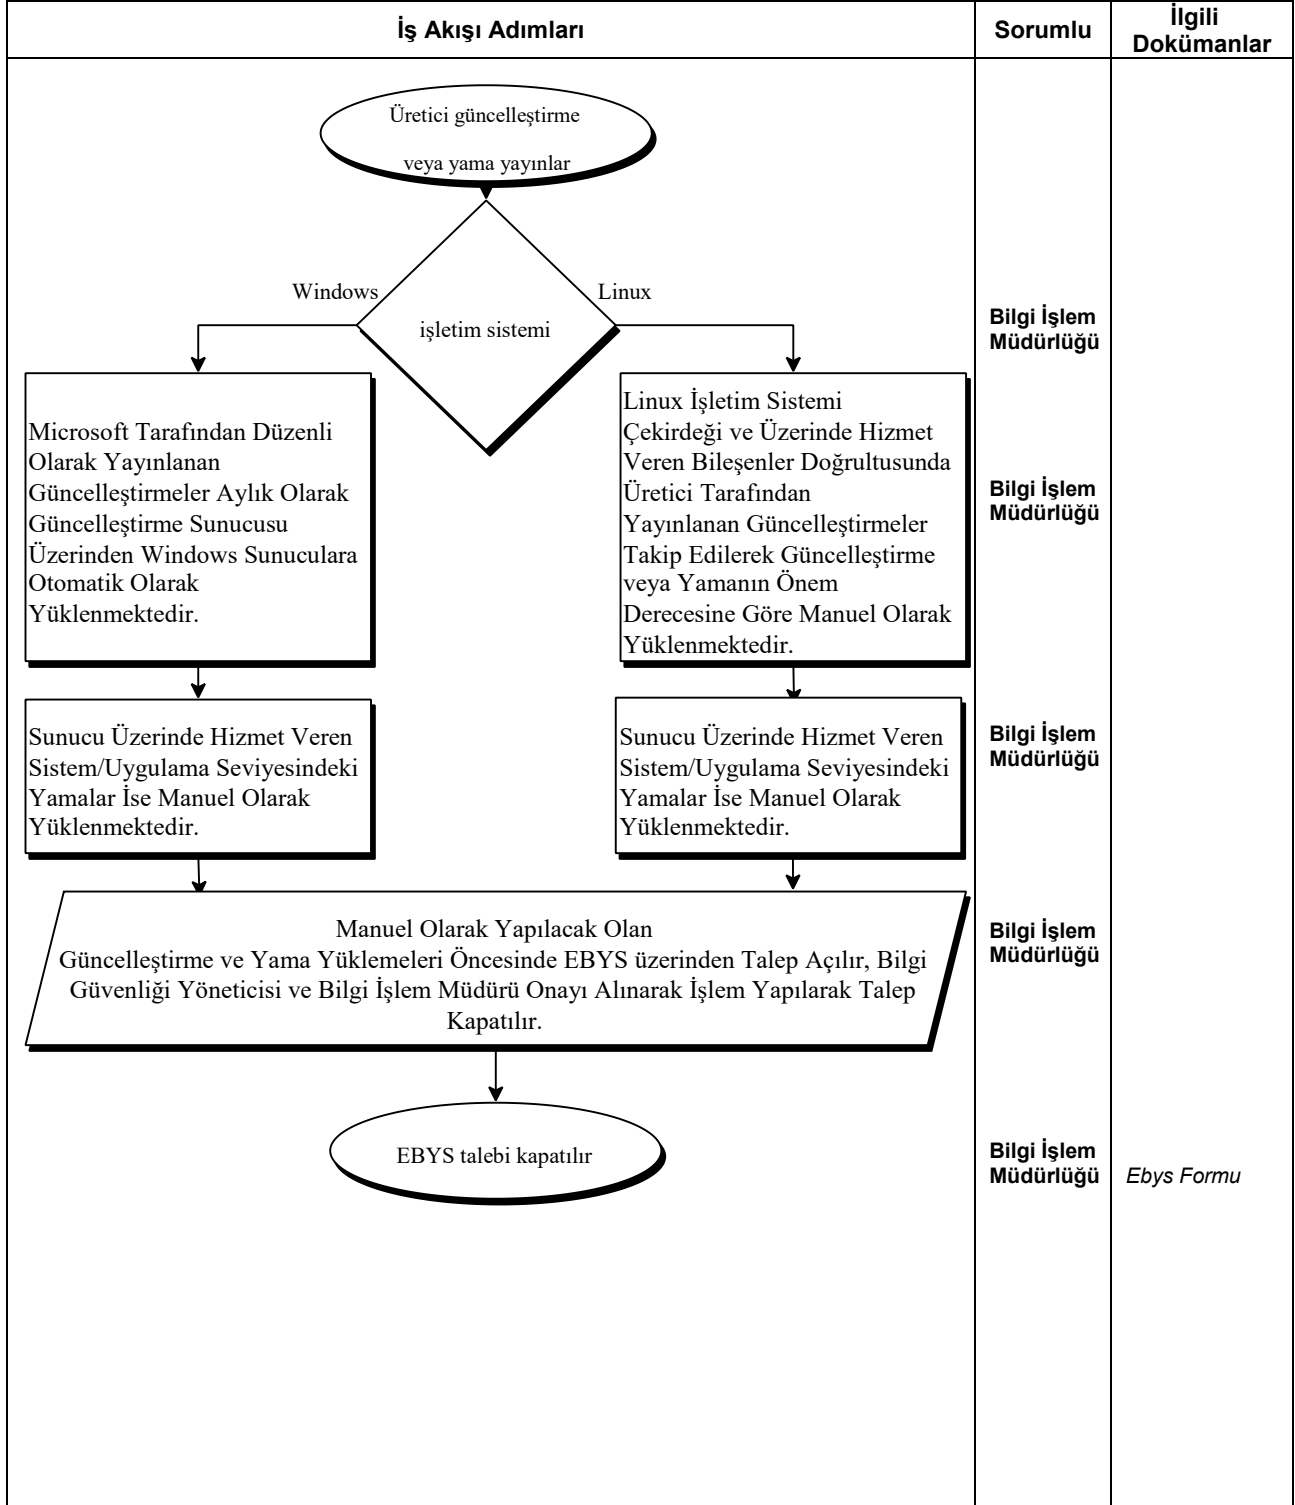 İş Akışı Adımları
Sorumlu
İlgili
Dokümanlar
Üretici güncelleştirme
veya yama yayınlar
Windows
Linux
işletim sistemi
Bilgi İşlem
Müdürlüğü
Microsoft Tarafından Düzenli
Olarak Yayınlanan
Güncelleştirmeler Aylık Olarak
Güncelleştirme Sunucusu
Üzerinden Windows Sunuculara
Otomatik Olarak
Yüklenmektedir.
Linux İşletim Sistemi
Çekirdeği ve Üzerinde Hizmet
Veren Bileşenler Doğrultusunda
Üretici Tarafından
Yayınlanan Güncelleştirmeler
Takip Edilerek Güncelleştirme
veya Yamanın Önem
Derecesine Göre Manuel Olarak
Yüklenmektedir.
Bilgi İşlem
Müdürlüğü
Sunucu Üzerinde Hizmet Veren
Sistem/Uygulama Seviyesindeki
Yamalar İse Manuel Olarak
Yüklenmektedir.
Sunucu Üzerinde Hizmet Veren
Sistem/Uygulama Seviyesindeki
Yamalar İse Manuel Olarak
Yüklenmektedir.
Bilgi İşlem
Müdürlüğü
Manuel Olarak Yapılacak Olan
Güncelleştirme ve Yama Yüklemeleri Öncesinde EBYS üzerinden Talep Açılır, Bilgi
Güvenliği Yöneticisi ve Bilgi İşlem Müdürü Onayı Alınarak İşlem Yapılarak Talep
Kapatılır.
Bilgi İşlem
Müdürlüğü
EBYS talebi kapatılır
Bilgi İşlem
Müdürlüğü
Ebys Formu